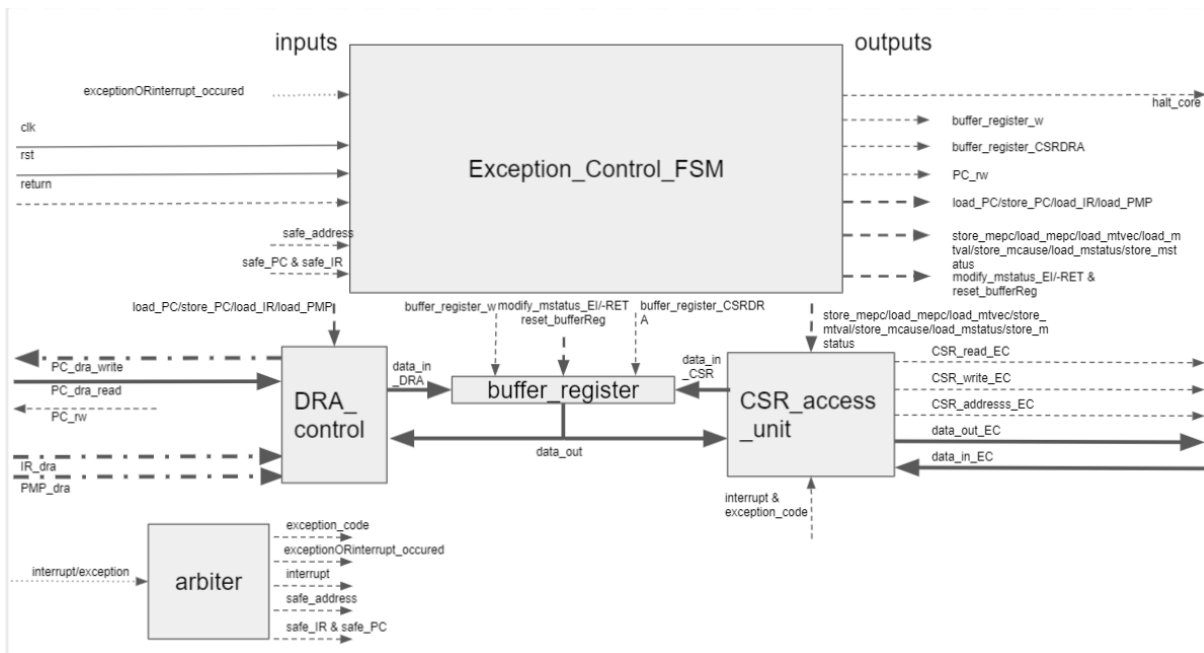 inputs
outputs
exceptionORinterrupt_occured
halt_core
clk
buffer_register_w
rst
buffer_register_CSRDRA
Exception_Control_FSM
return
PC_rw
load_PC/store_PC/load_IR/load_PMP
safe_address
safe_PC & safe_IR
store_mepc/load_mepc/load_mtvec/load_m
tval/store_mcause/load_mstatus/store_mst
atus
modify_mstatus_EI/-RET &
reset_bufferReg
load_PC/store_PC/load_IR/load_PMP
buffer_register_w
modify_mstatus_EI/-RET
reset_bufferReg
buffer_register_CSRDR
A
store_mepc/load_mepc/load_mtvec/store_
mtval/store_mcause/load_mstatus/store_m
status
PC_dra_write
PC_dra_read
PC_rw
IR_dra
PMP_dra
DRA_
control
data_in
_DRA
buffer_register
data_in
_CSR
data_out
CSR_access
_unit
CSR_read_EC
CSR_write_EC
CSR_addresss_EC
data_out_EC
data_in_EC
interrupt &
exception_code
interrupt/exception
arbiter
exception_code
exceptionORinterrupt_occured
interrupt
safe_address
safe_IR & safe_PC